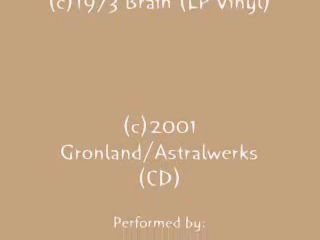 (c)1973 Brain (LP Vinyl)
(c)2001
Gronland/Astralwerks
(CD)
Performed by: